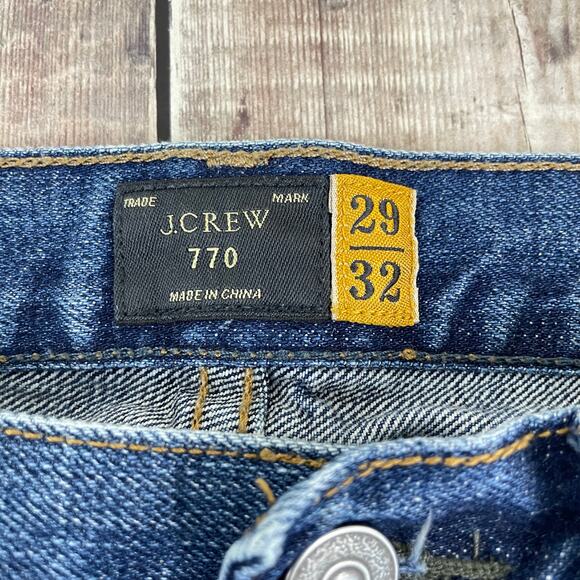 TRADE MARK
J.CREW
770
MADE IN CHINA
29
32